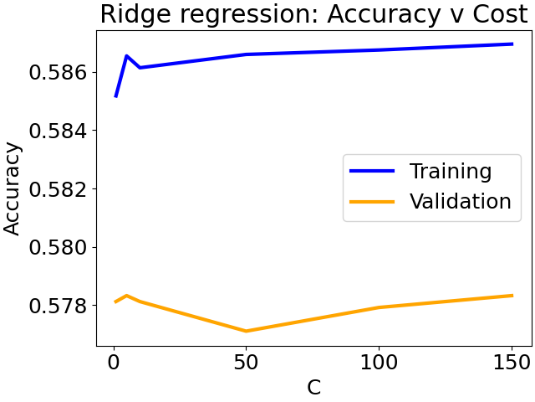 Ridge regression: Accuracy v Cost
0.586
0.584
0.582
0.580
0.578
Accuracy
Training
Validation
0
50
100
150
C